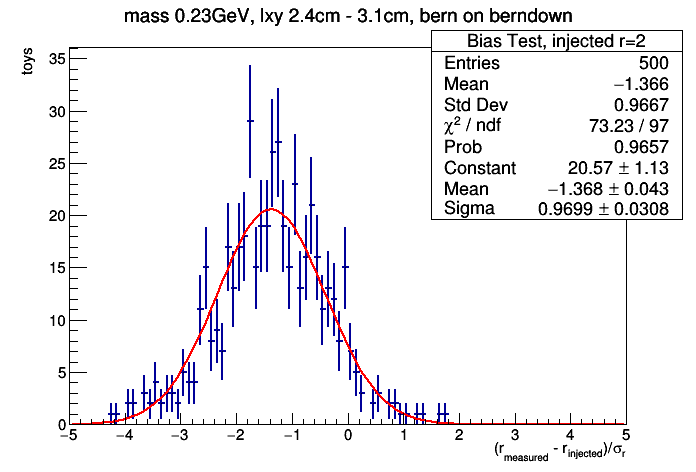 mass 0.23GeV, lxy 2.4cm - 3.1cm, bern on berndown
Bias Test, injected r=2
Entries 500
Mean −1.366
Std Dev 0.9667
χ² / ndf 73.23 / 97
Prob 0.9657
Constant 20.57 ± 1.13
Mean −1.368 ± 0.043
Sigma 0.9699 ± 0.0308
toys
35
30
25
20
15
10
5
0
−5 −4 −3 −2 −1 0 1 2 3 4 5
(r_measured - r_injected)/σ_r